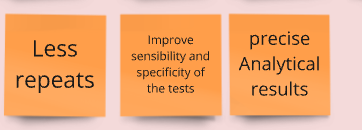 Less
repeats
Improve
sensibility and
specificity of
the tests
precise
Analytical
results